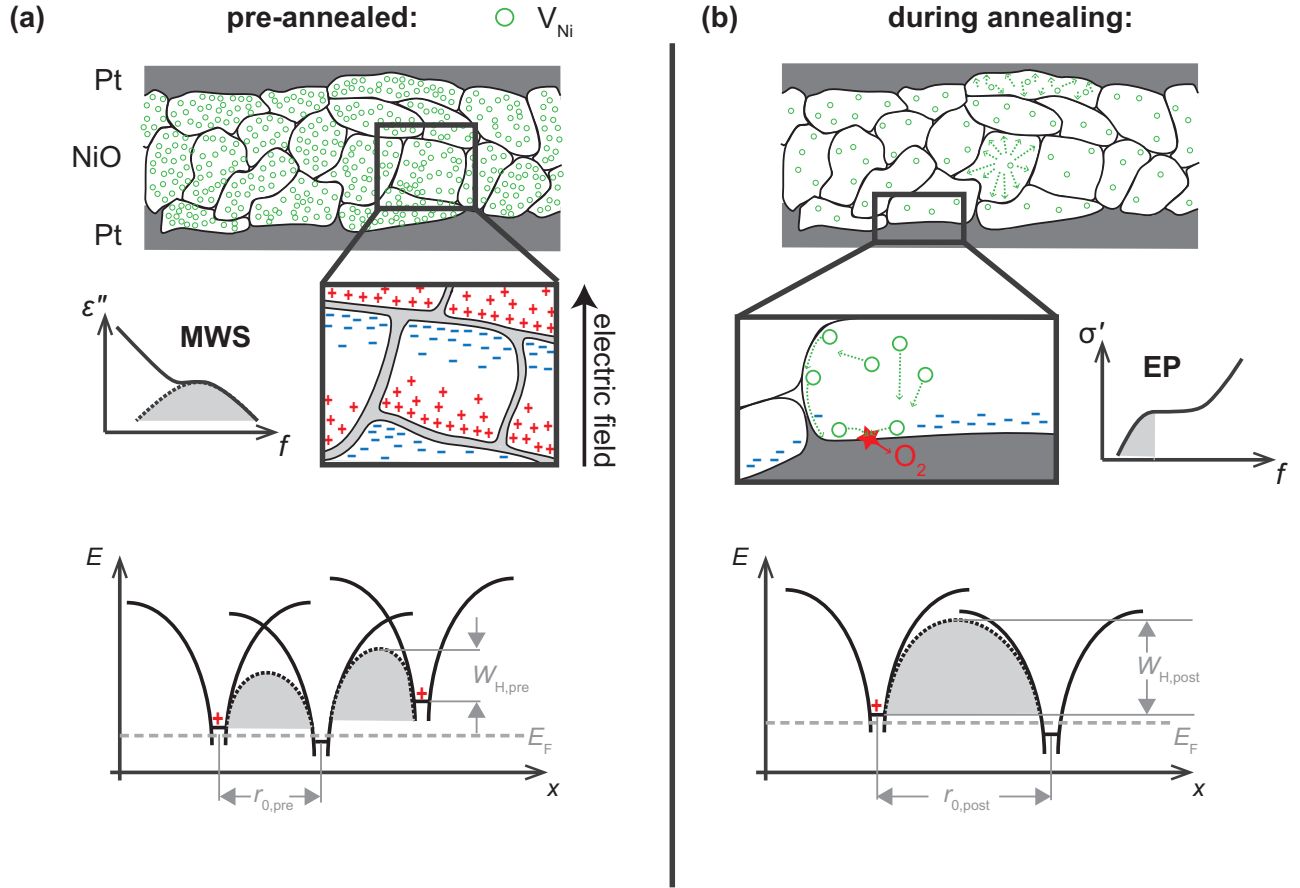 (a)
pre-annealed:
V_Ni
Pt
NiO
Pt
ε″
MWS
f
electric field
E
W_H,pre
E_F
r_0,pre
x
(b)
during annealing:
O_2
σ′
EP
f
E
W_H,post
E_F
r_0,post
x